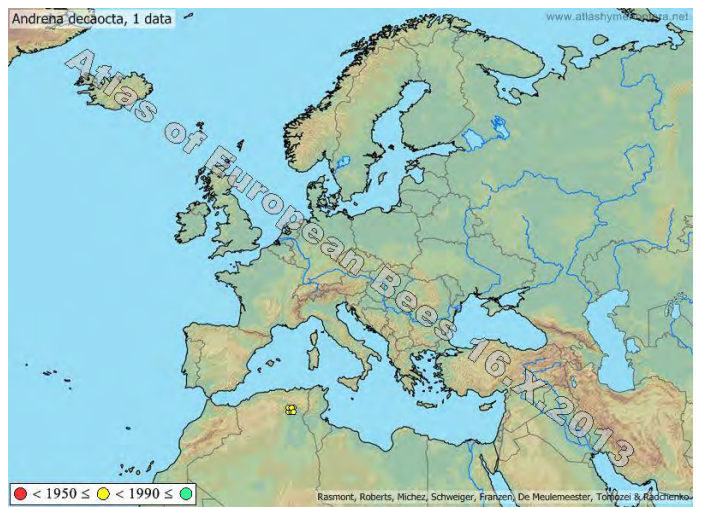 Andrena decaocta, 1 data
www.atlashymenoptera.net
Atlas of European Bees 16.X.2013
< 1950 ≤ < 1990 ≤
Rasmont, Roberts, Michez, Schweiger, Franzen, De Meulemeester, Tomozei & Radchenko